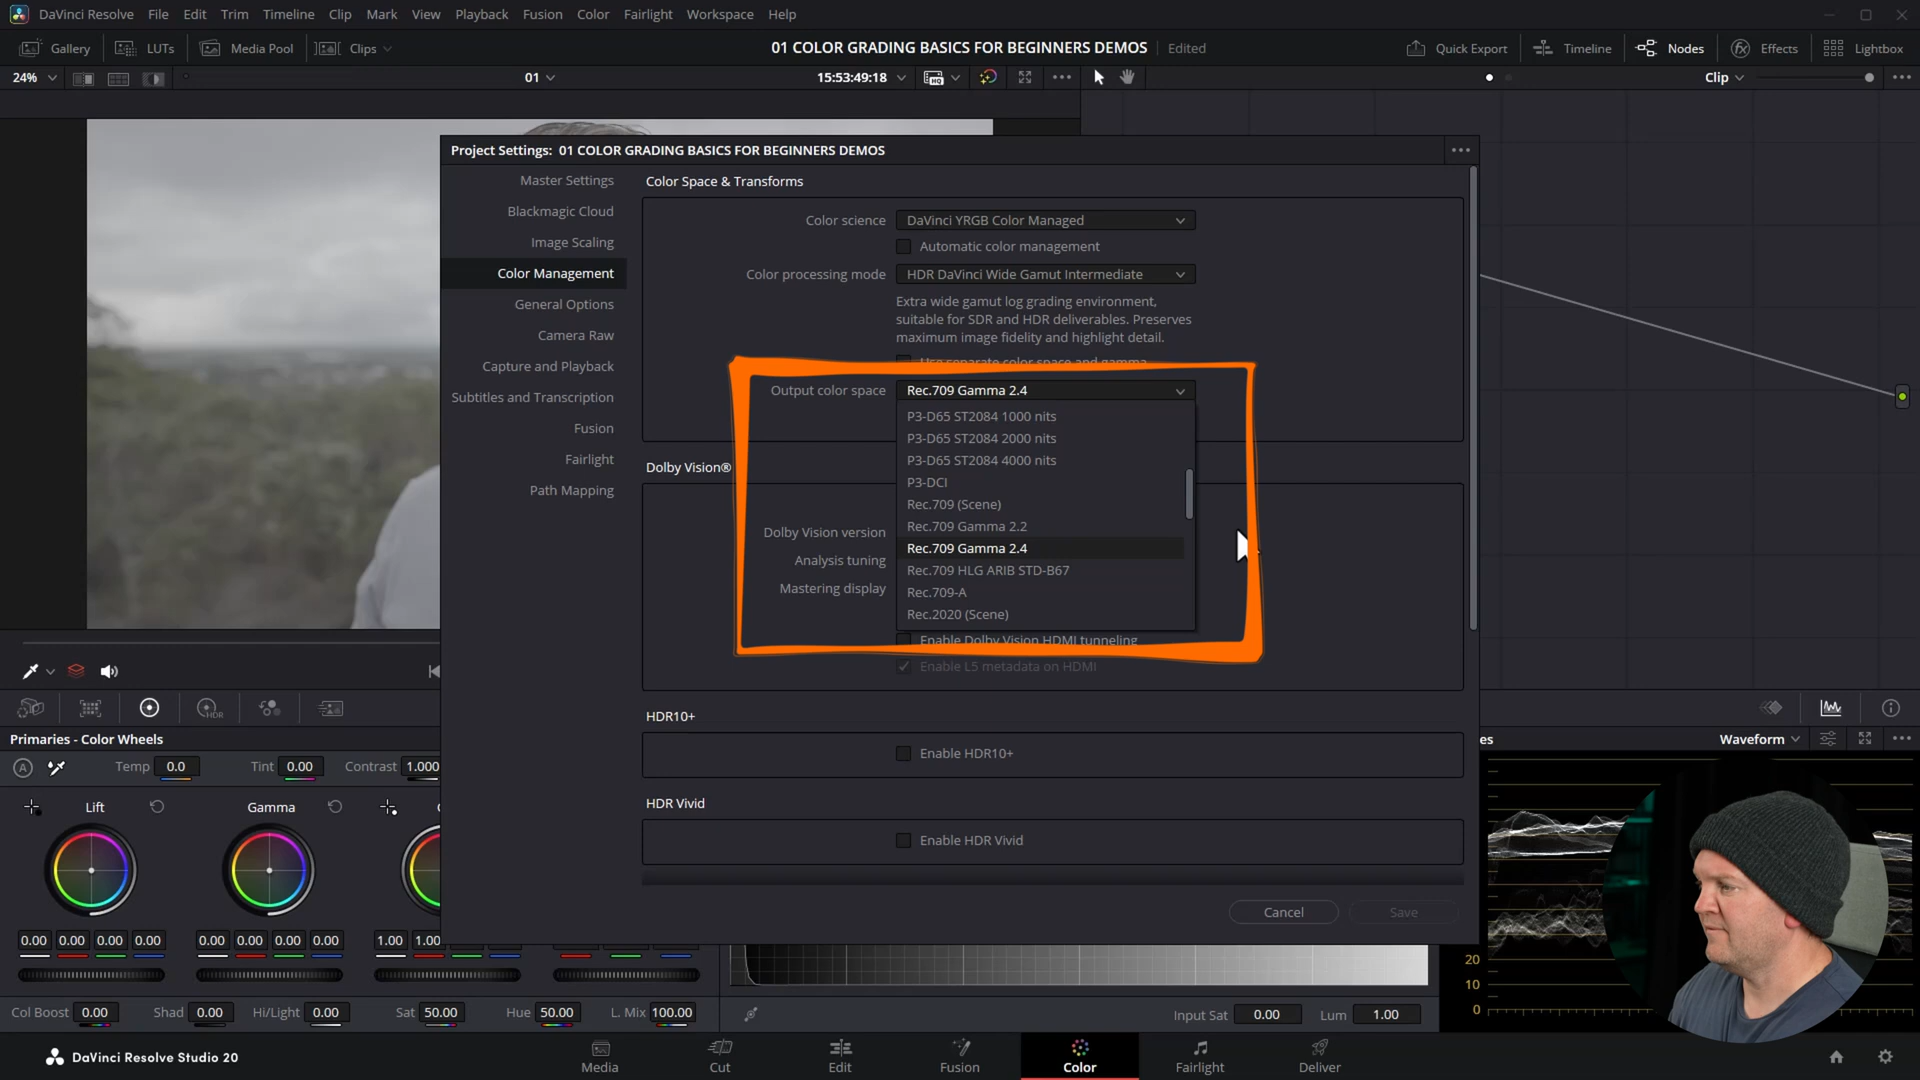 DaVinci Resolve File Edit Trim Timeline Clip Mark View Playback Fusion Color Fairlight Workspace Help
Gallery LUTs Media Pool Clips 01 COLOR GRADING BASICS FOR BEGINNERS DEMOS Edited Quick Export Timeline Nodes Effects Lightbox
24% 01 15:53:49:18 HQ Clip
Project Settings: 01 COLOR GRADING BASICS FOR BEGINNERS DEMOS
Master Settings
Blackmagic Cloud
Image Scaling
Color Management
General Options
Camera Raw
Capture and Playback
Subtitles and Transcription
Fusion
Fairlight
Path Mapping
Color Space & Transforms
Color science DaVinci YRGB Color Managed
Automatic color management
Color processing mode HDR DaVinci Wide Gamut Intermediate
Extra wide gamut log grading environment,
suitable for SDR and HDR deliverables. Preserves
maximum image fidelity and highlight detail.
Use separate color space and gamma
Output color space Rec.709 Gamma 2.4
P3-D65 ST2084 1000 nits
P3-D65 ST2084 2000 nits
P3-D65 ST2084 4000 nits
P3-DCI
Rec.709 (Scene)
Rec.709 Gamma 2.2
Rec.709 Gamma 2.4
Rec.709 HLG ARIB STD-B67
Rec.709-A
Rec.2020 (Scene)
Dolby Vision®
Dolby Vision version
Analysis tuning
Mastering display
Enable Dolby Vision HDMI tunneling
Enable L5 metadata on HDMI
HDR10+
Enable HDR10+
HDR Vivid
Enable HDR Vivid
Cancel Save
HDR
Primaries - Color Wheels
A Temp 0.0 Tint 0.00 Contrast 1.000
Lift Gamma
0.00 0.00 0.00 0.00 0.00 0.00 0.00 0.00 1.00 1.00
Col Boost 0.00 Shad 0.00 Hi/Light 0.00 Sat 50.00 Hue 50.00 L. Mix 100.00
Input Sat 0.00 Lum 1.00
es Waveform
20
10
0
DaVinci Resolve Studio 20 Media Cut Edit Fusion Color Fairlight Deliver